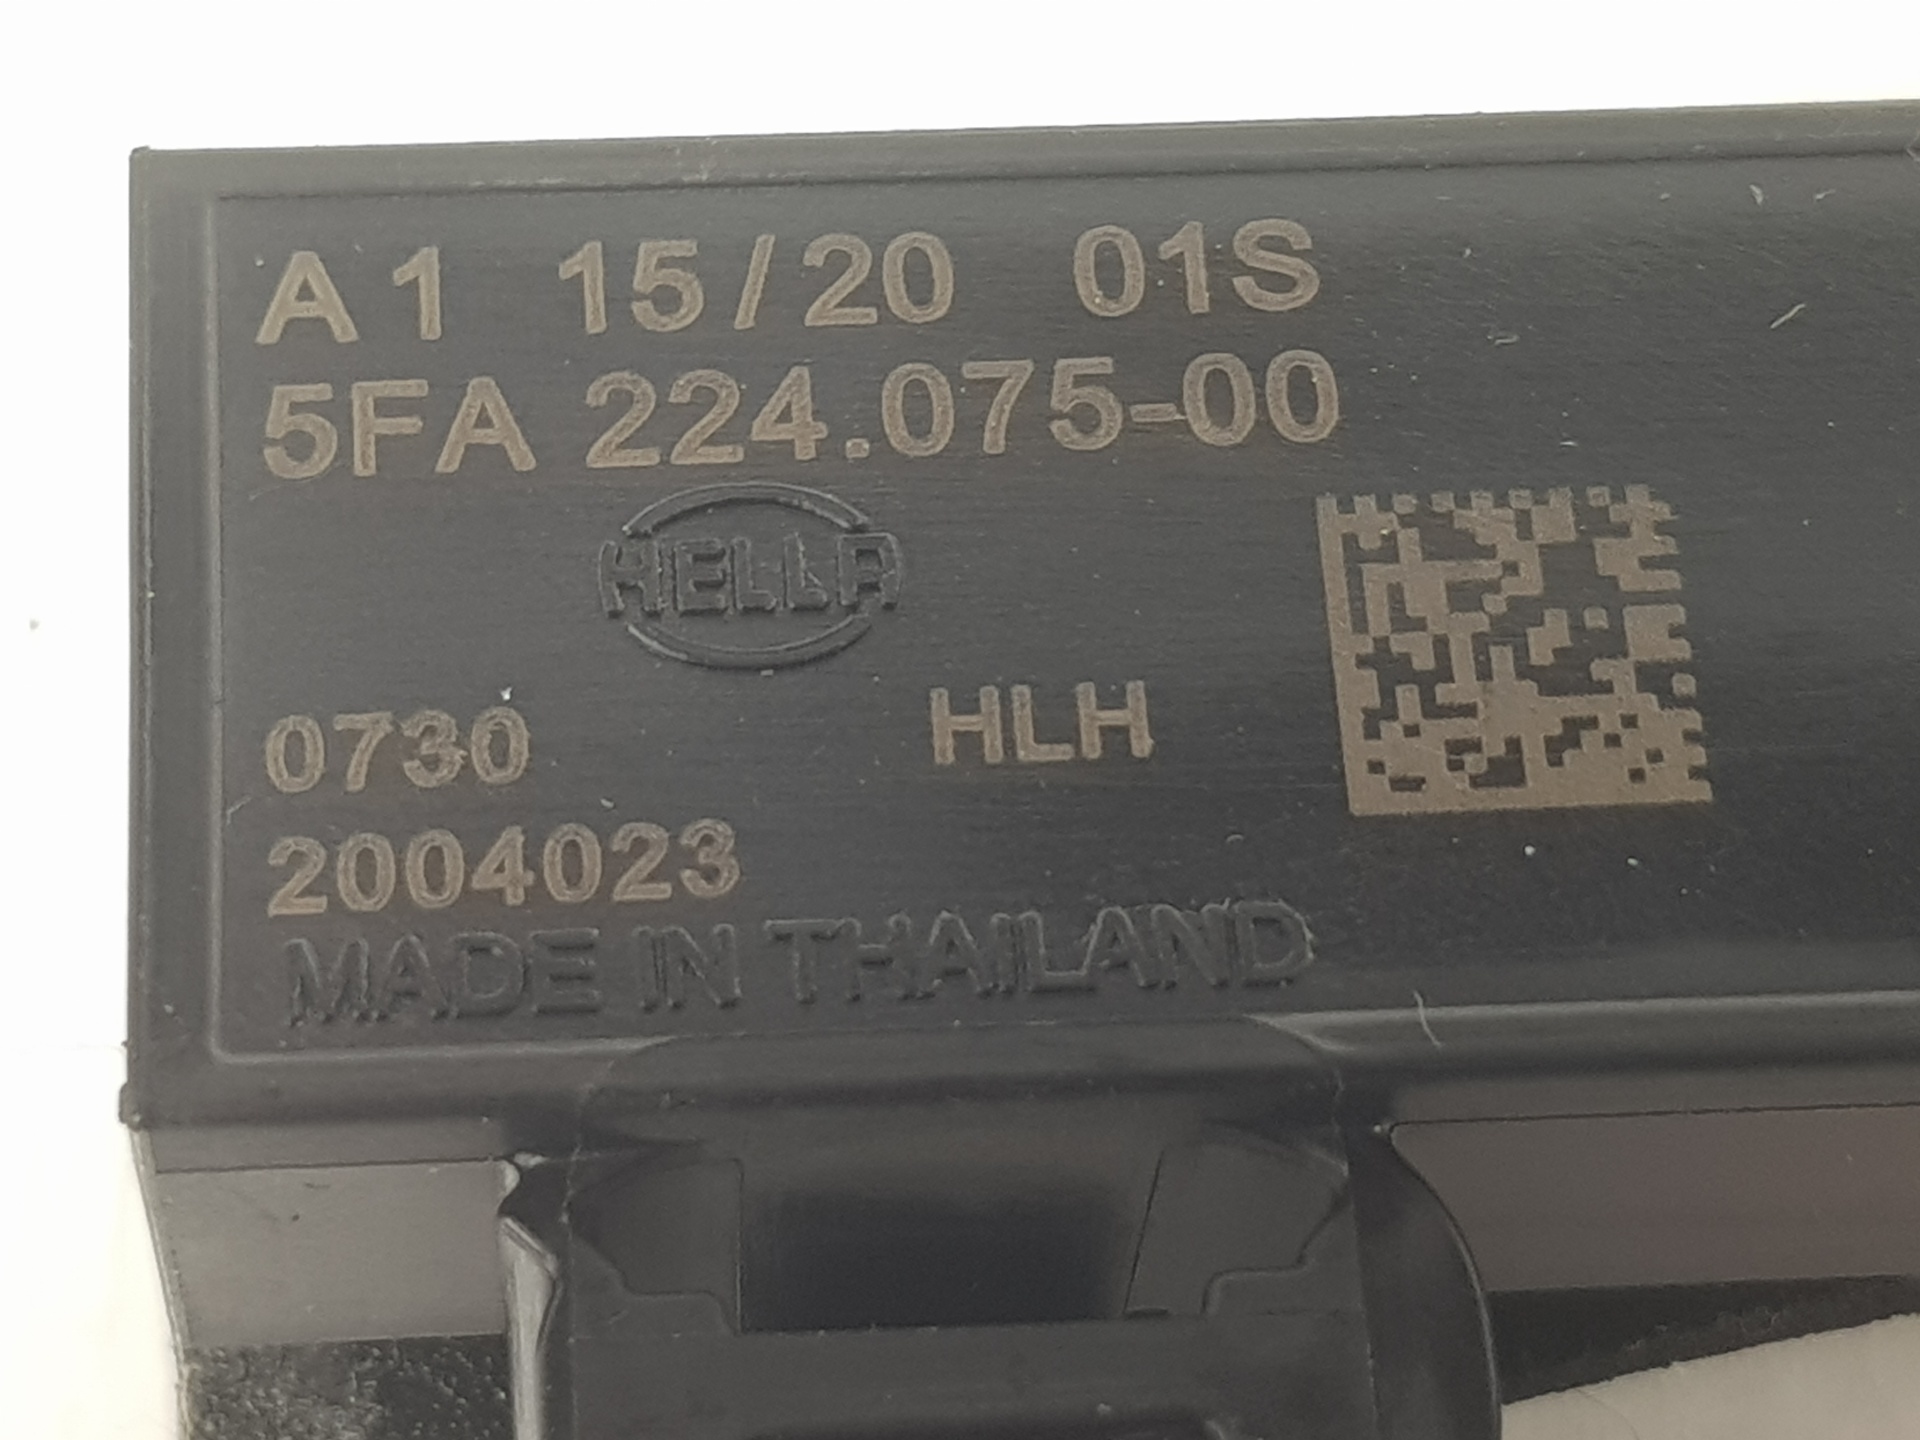 A1 15/20 01S
5FA 224.075-00
HELLA
0730 HLH
2004023
MADE IN THAILAND